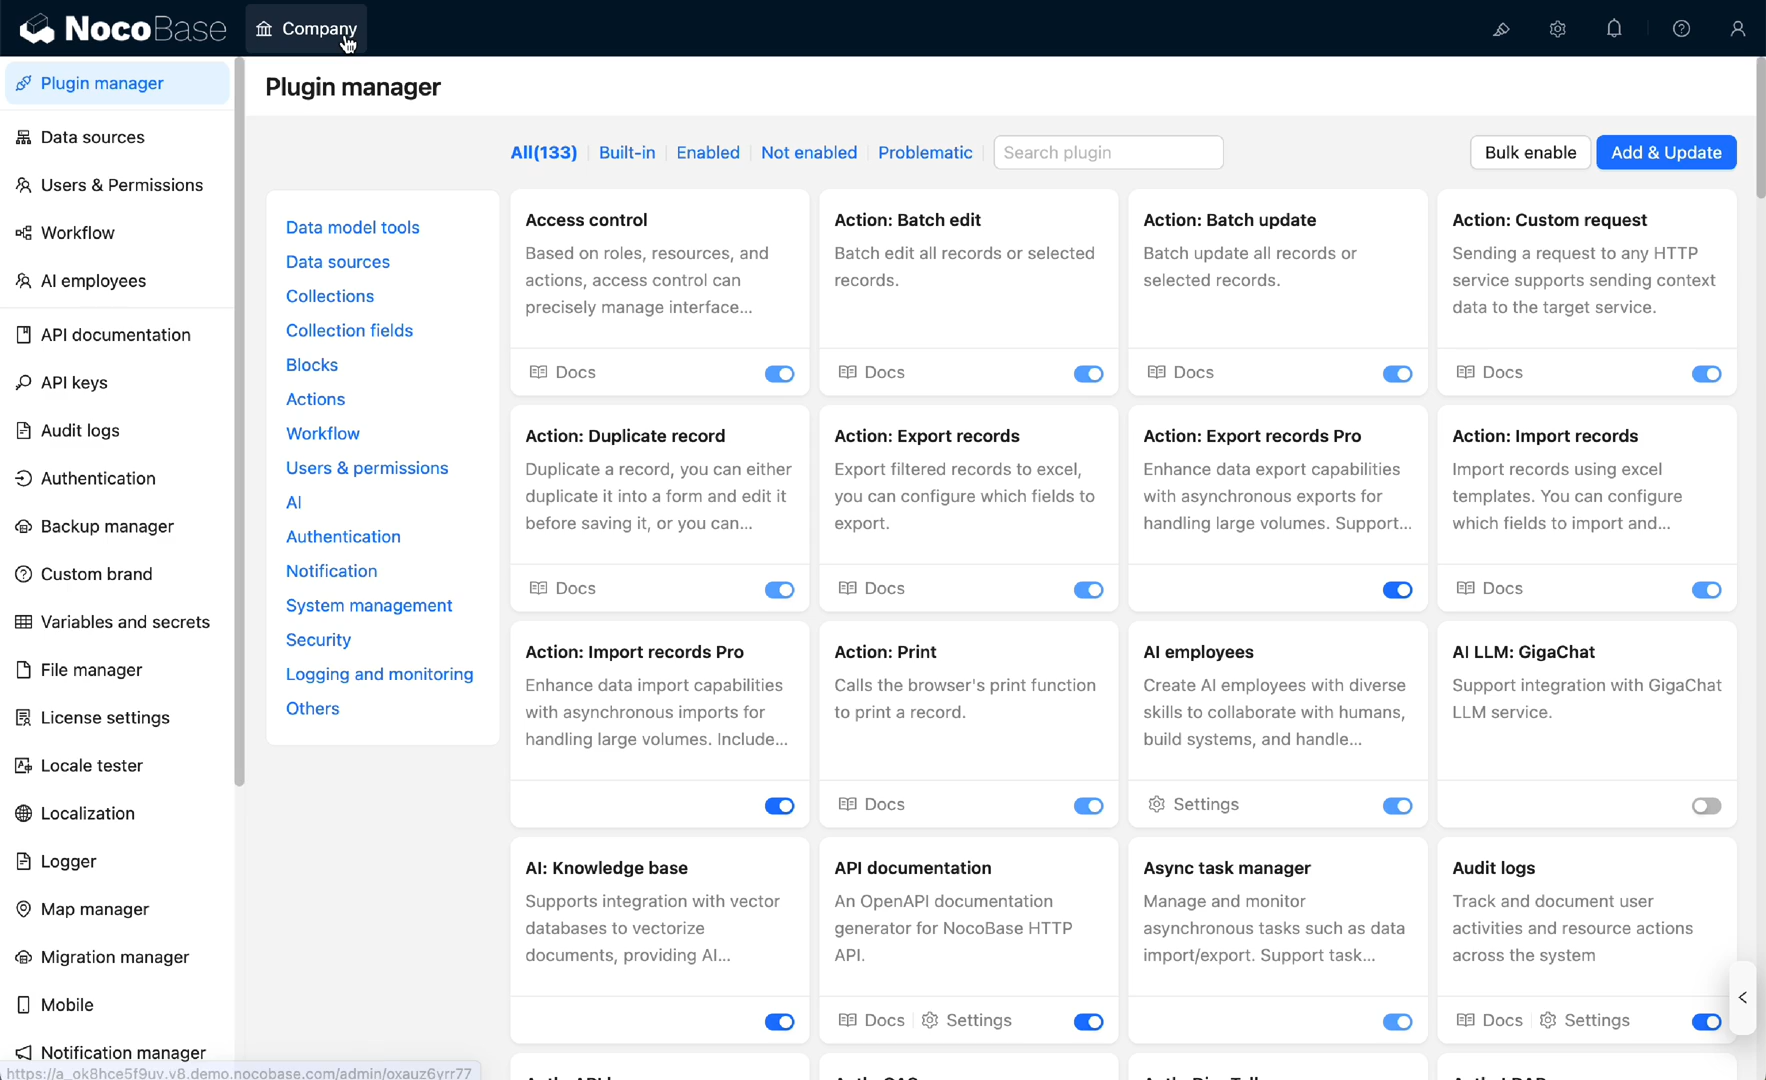 NocoBase
Company
Plugin manager
Data sources
Users & Permissions
Workflow
AI employees
API documentation
API keys
Audit logs
Authentication
Backup manager
Custom brand
Variables and secrets
File manager
License settings
Locale tester
Localization
Logger
Map manager
Migration manager
Mobile
Notification manager
https://a_ok8hce5f9uv.v8.demo.nocobase.com/admin/oxauz6yrr77
Plugin manager
All(133)
Built-in
Enabled
Not enabled
Problematic
Search plugin
Bulk enable
Add & Update
Data model tools
Data sources
Collections
Collection fields
Blocks
Actions
Workflow
Users & permissions
AI
Authentication
Notification
System management
Security
Logging and monitoring
Others
Access control
Based on roles, resources, and
actions, access control can
precisely manage interface...
Docs
Action: Batch edit
Batch edit all records or selected
records.
Docs
Action: Batch update
Batch update all records or
selected records.
Docs
Action: Custom request
Sending a request to any HTTP
service supports sending context
data to the target service.
Docs
Action: Duplicate record
Duplicate a record, you can either
duplicate it into a form and edit it
before saving it, or you can...
Docs
Action: Export records
Export filtered records to excel,
you can configure which fields to
export.
Docs
Action: Export records Pro
Enhance data export capabilities
with asynchronous exports for
handling large volumes. Support...
Action: Import records
Import records using excel
templates. You can configure
which fields to import and...
Docs
Action: Import records Pro
Enhance data import capabilities
with asynchronous imports for
handling large volumes. Include...
Action: Print
Calls the browser's print function
to print a record.
Docs
AI employees
Create AI employees with diverse
skills to collaborate with humans,
build systems, and handle...
Settings
AI LLM: GigaChat
Support integration with GigaChat
LLM service.
AI: Knowledge base
Supports integration with vector
databases to vectorize
documents, providing AI...
API documentation
An OpenAPI documentation
generator for NocoBase HTTP
API.
Docs
Settings
Async task manager
Manage and monitor
asynchronous tasks such as data
import/export. Support task...
Audit logs
Track and document user
activities and resource actions
across the system
Docs
Settings